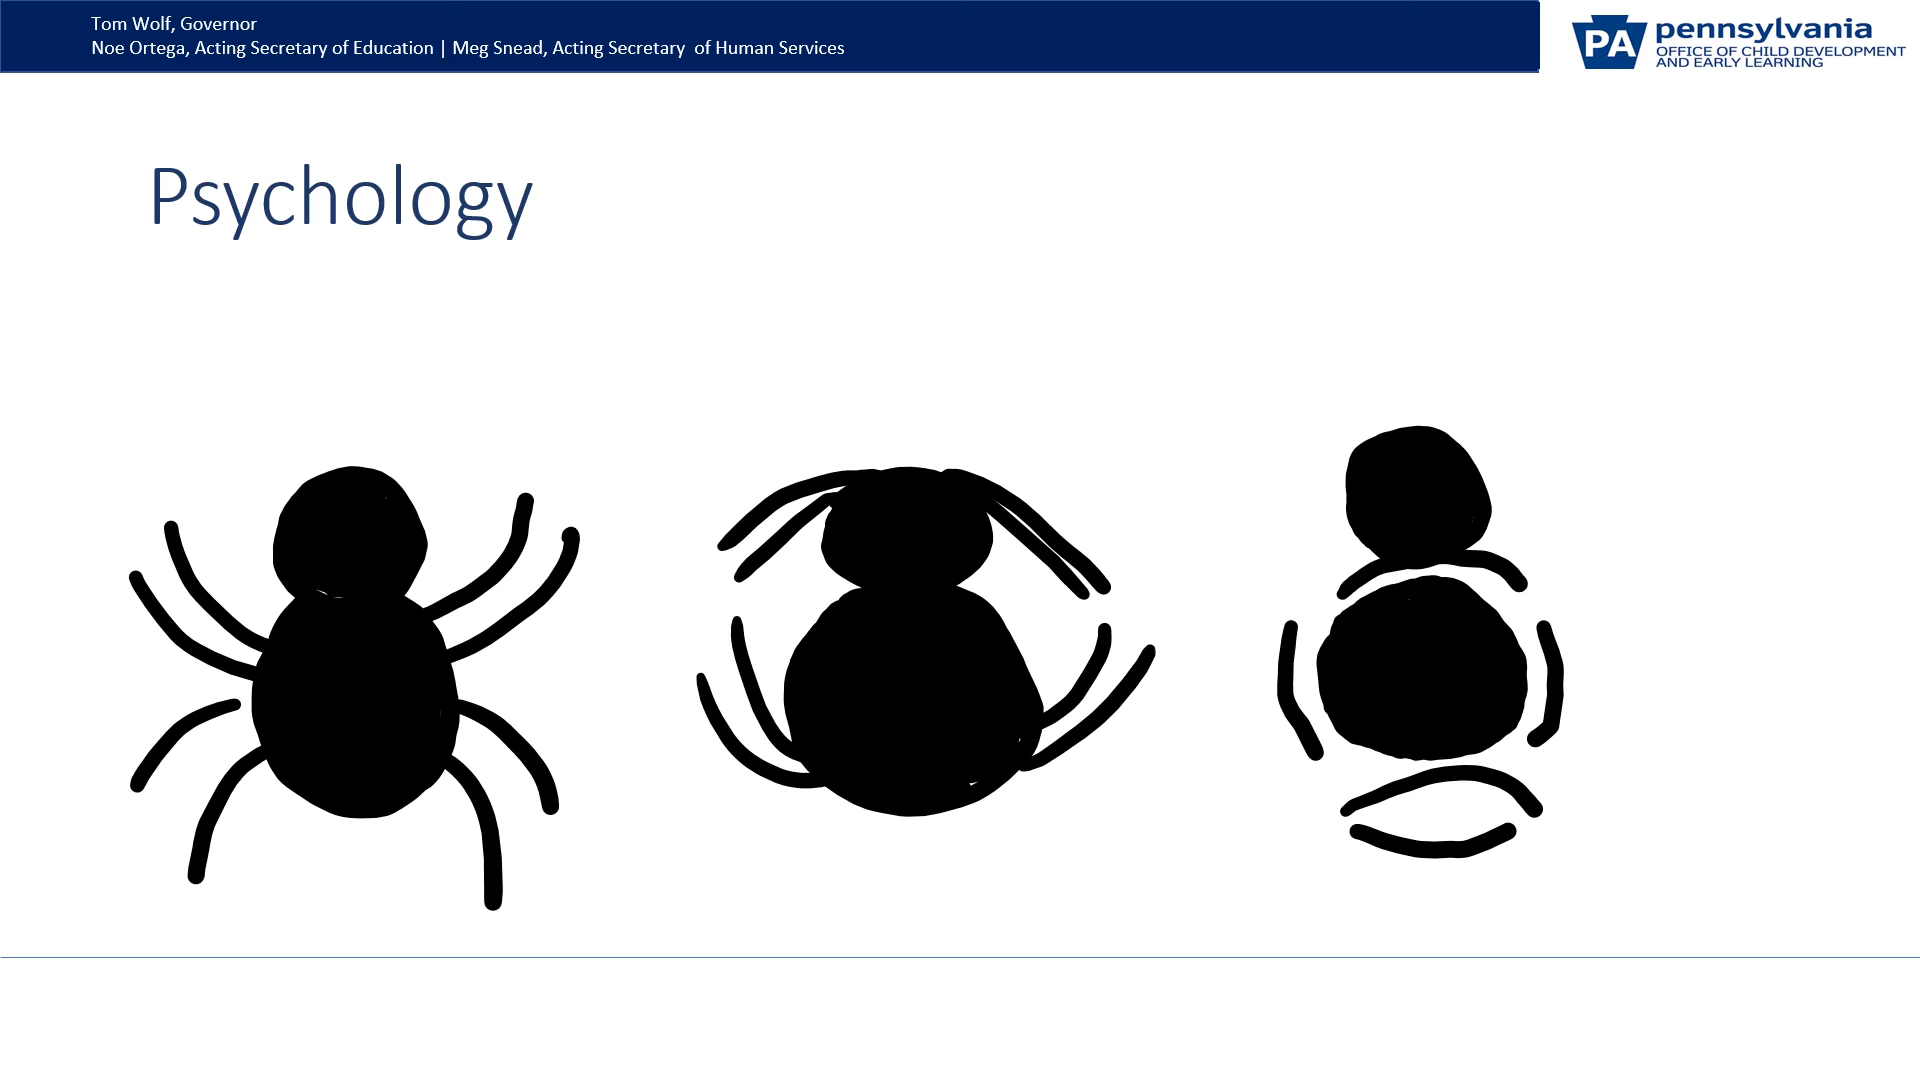 Tom Wolf, Governor
Noe Ortega, Acting Secretary of Education | Meg Snead, Acting Secretary  of Human Services
PA
pennsylvania
OFFICE OF CHILD DEVELOPMENT
AND EARLY LEARNING
Psychology